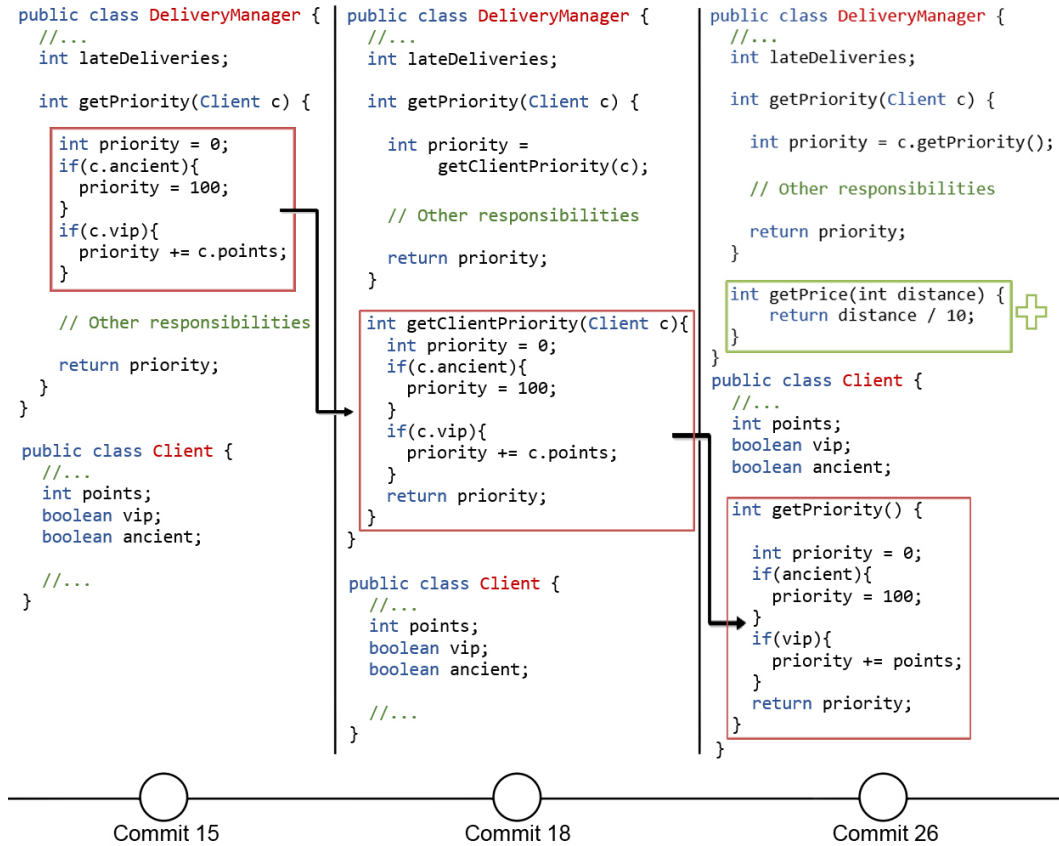 public class DeliveryManager {
//...
int lateDeliveries;
int getPriority(Client c) {
int priority = 0;
if(c.ancient){
priority = 100;
}
if(c.vip){
priority += c.points;
}
// Other responsibilities
return priority;
}
}
public class Client {
//...
int points;
boolean vip;
boolean ancient;
//...
}
public class DeliveryManager {
//...
int lateDeliveries;
int getPriority(Client c) {
int priority =
getClientPriority(c);
// Other responsibilities
return priority;
}
int getClientPriority(Client c){
int priority = 0;
if(c.ancient){
priority = 100;
}
if(c.vip){
priority += c.points;
}
return priority;
}
}
public class Client {
//...
int points;
boolean vip;
boolean ancient;
//...
}
public class DeliveryManager {
//...
int lateDeliveries;
int getPriority(Client c) {
int priority = c.getPriority();
// Other responsibilities
return priority;
}
int getPrice(int distance) {
return distance / 10;
}
}
public class Client {
//...
int points;
boolean vip;
boolean ancient;
int getPriority() {
int priority = 0;
if(ancient){
priority = 100;
}
if(vip){
priority += points;
}
return priority;
}
}
Commit 15
Commit 18
Commit 26